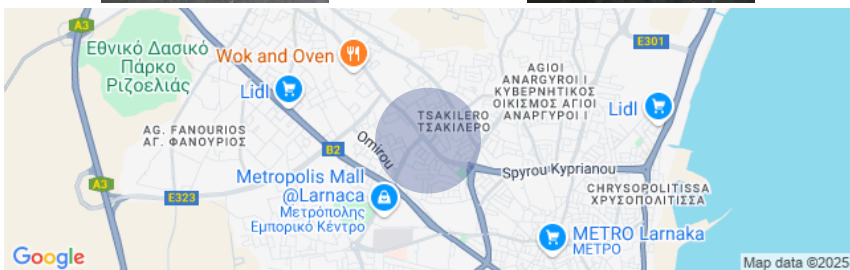 A3
Εθνικό Δασικό
Πάρκο
Ριζοελιάς
Wok and Oven
Lidl
AG. FANOURIOS
ΑΓ. ΦΑΝΟΥΡΙΟΣ
B2
Omirou
TSAKILERO
ΤΣΑΚΙΛΕΡΟ
AGIOI
ANARGYROI I
ΚΥΒΕΡΝΗΤΙΚΟΣ
ΟΙΚΙΣΜΟΣ ΑΓΙΟΙ
ΑΝΑΡΓΥΡΟΙ Ι
E301
Lidl
Spyrou Kyprianou
A3
E323
Metropolis Mall
@Larnaca
Μετρόπολης
Εμπορικό Κέντρο
CHRYSOPOLITISSA
ΧΡΥΣΟΠΟΛΙΤΙΣΣΑ
METRO Larnaka
ΜΕΤΡΟ
Google
Map data ©2025